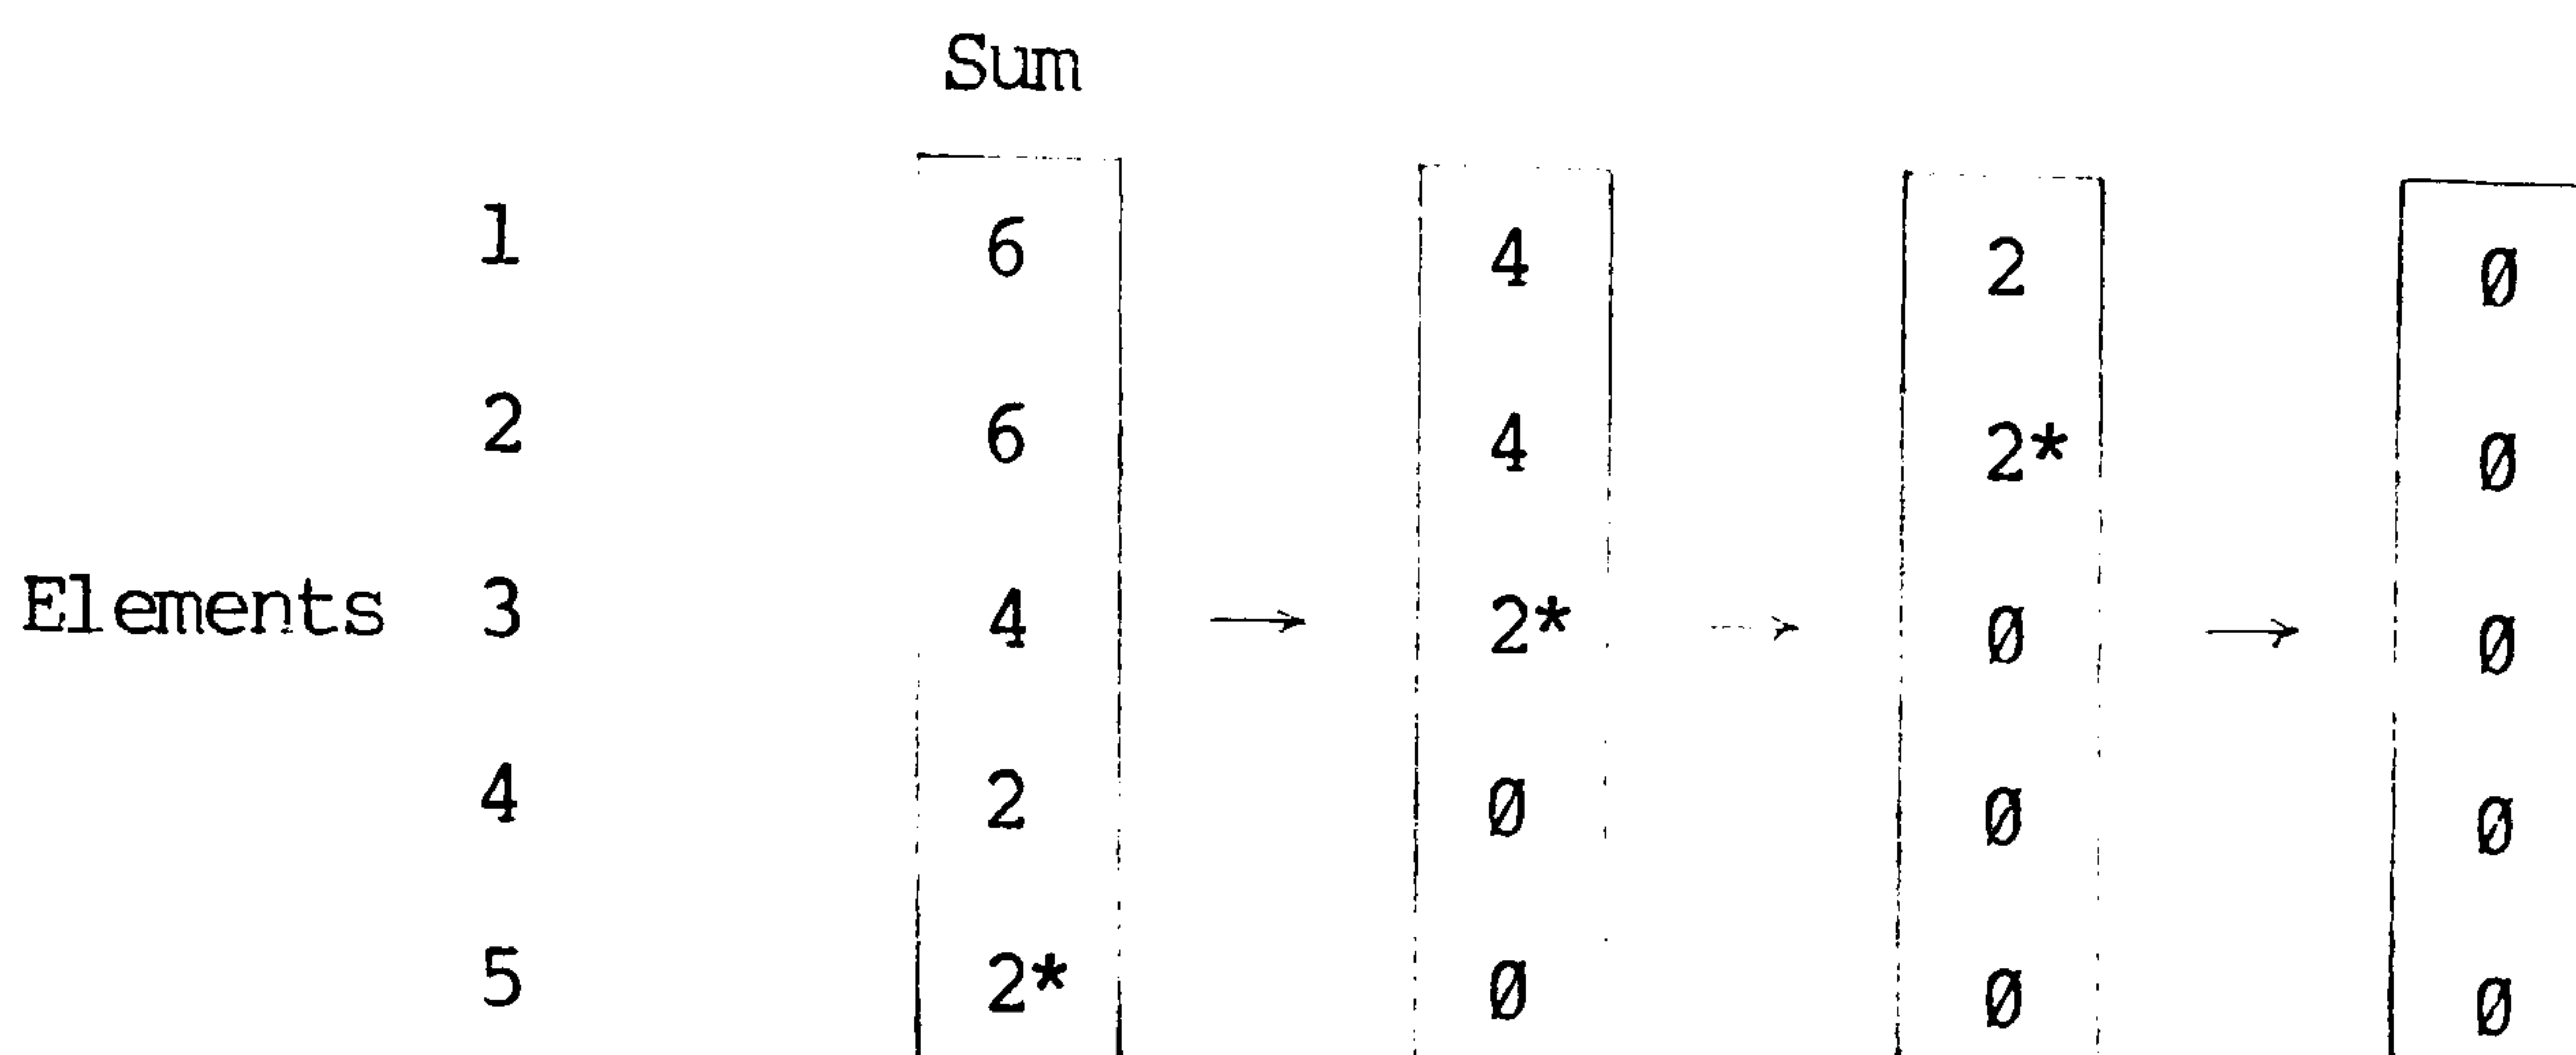 Sum
1 6 4 2 Ø
2 6 4 2* Ø
Elements 3 4 → 2* → Ø → Ø
4 2 Ø Ø Ø
5 2* Ø Ø Ø